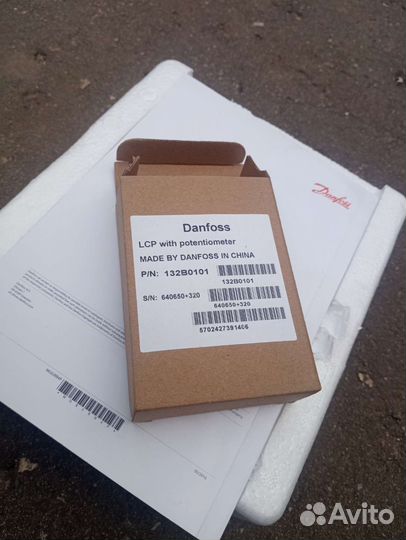 Danfoss
Danfoss
LCP with potentiometer
MADE BY DANFOSS IN CHINA
P/N: 132B0101
132B0101
S/N: 640650+320
640650+320
5702427391406
Avito